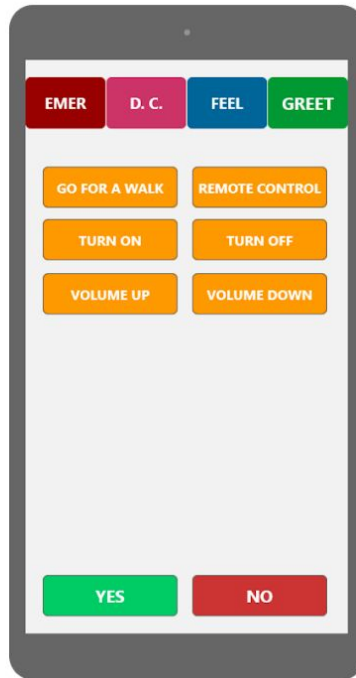 EMER D. C. FEEL GREET
GO FOR A WALK REMOTE CONTROL
TURN ON TURN OFF
VOLUME UP VOLUME DOWN
YES NO